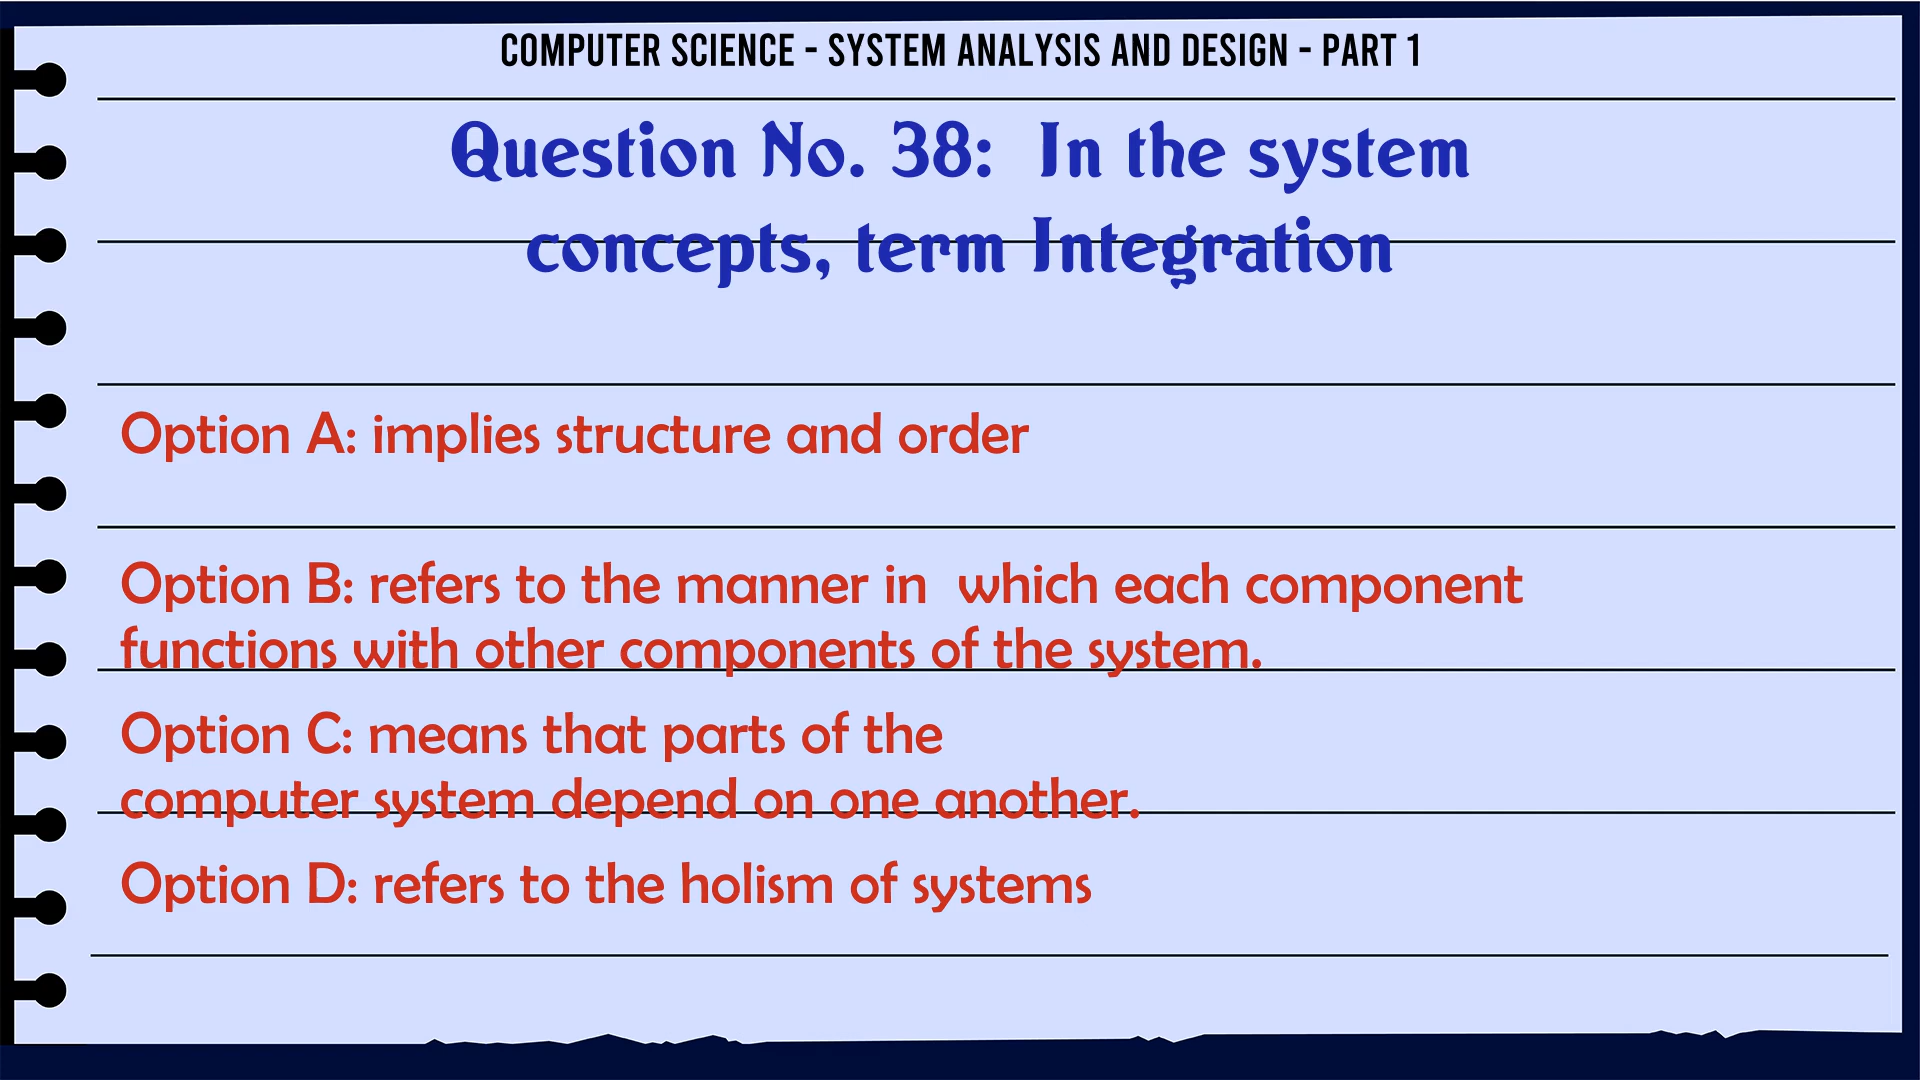 COMPUTER SCIENCE - SYSTEM ANALYSIS AND DESIGN - PART 1
Question No. 38:  In the system
concepts, term Integration
Option A: implies structure and order
Option B: refers to the manner in  which each component
functions with other components of the system.
Option C: means that parts of the
computer system depend on one another.
Option D: refers to the holism of systems